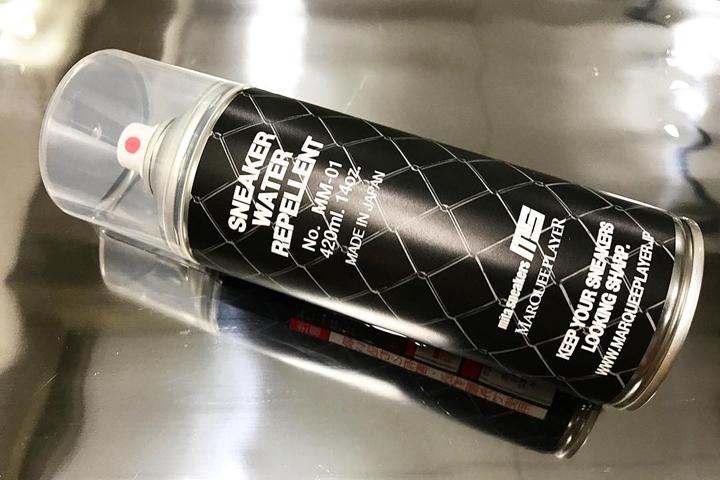 SNEAKER
WATER
REPELLENT
No. MM-01
420ml. 14oz.
MADE IN JAPAN
mita sneakers ms
MARQUEE PLAYER
KEEP YOUR SNEAKERS
LOOKING SHARP.
WWW.MARQUEEPLAYER.JP